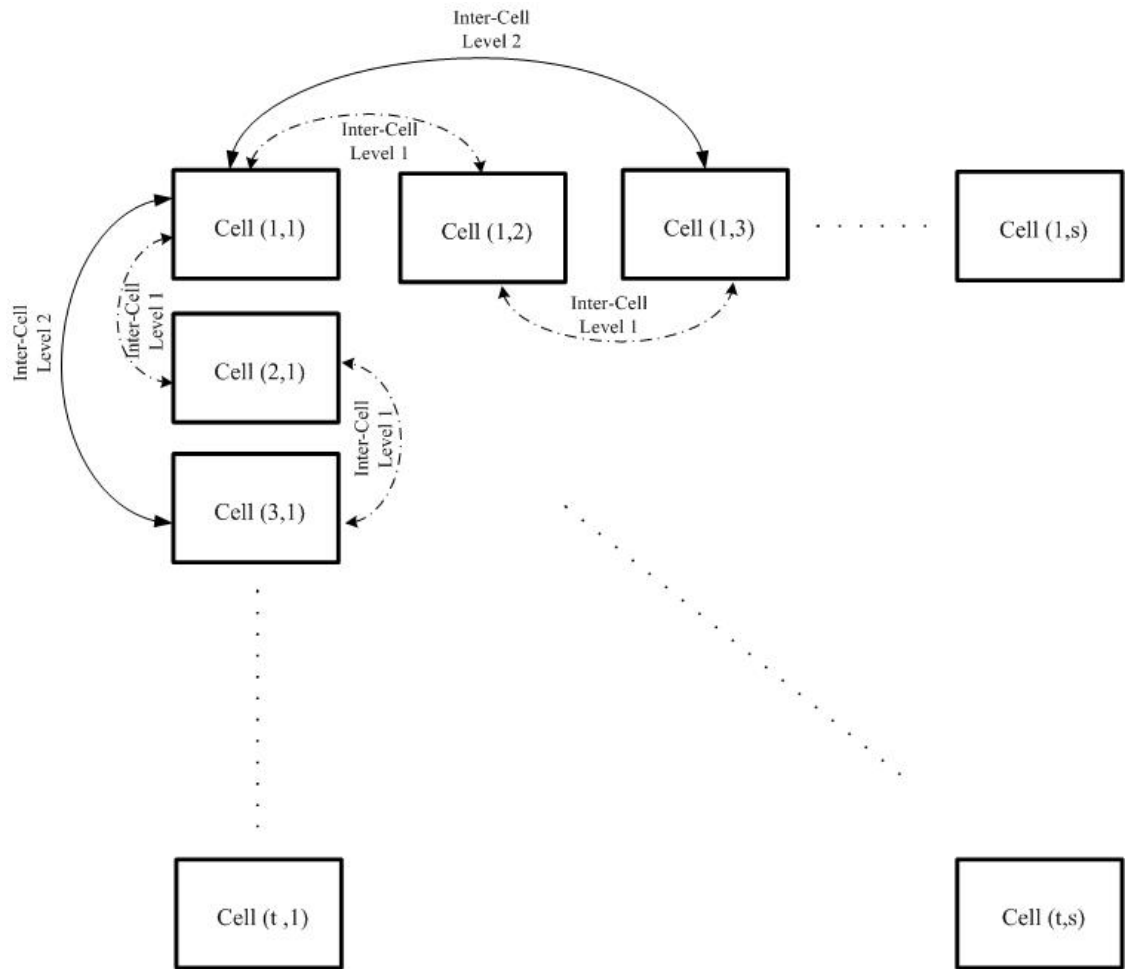 Inter-Cell
Level 2
Inter-Cell
Level 1
Cell (1,1)
Cell (1,2)
Cell (1,3)
Cell (1,s)
Inter-Cell
Level 1
Inter-Cell
Level 2
Inter-Cell
Level 1
Cell (2,1)
Inter-Cell
Level 1
Cell (3,1)
Cell (t ,1)
Cell (t,s)